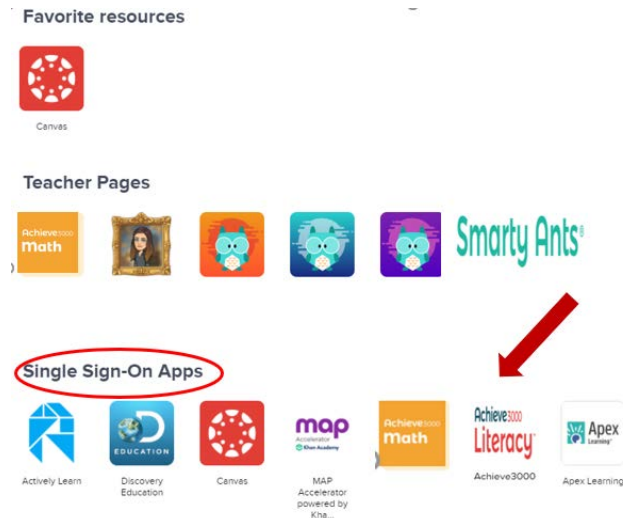 Favorite resources
Canvas
Teacher Pages
Achieve3000
Math
Smarty Ants®
Single Sign-On Apps
EDUCATION
map
Accelerator
Khan Academy
Achieve3000
Math
Achieve3000
Literacy
Apex
Learning
Actively Learn
Discovery
Education
Canvas
MAP
Accelerator
powered by
Kha...
Achieve3000
Apex Learning